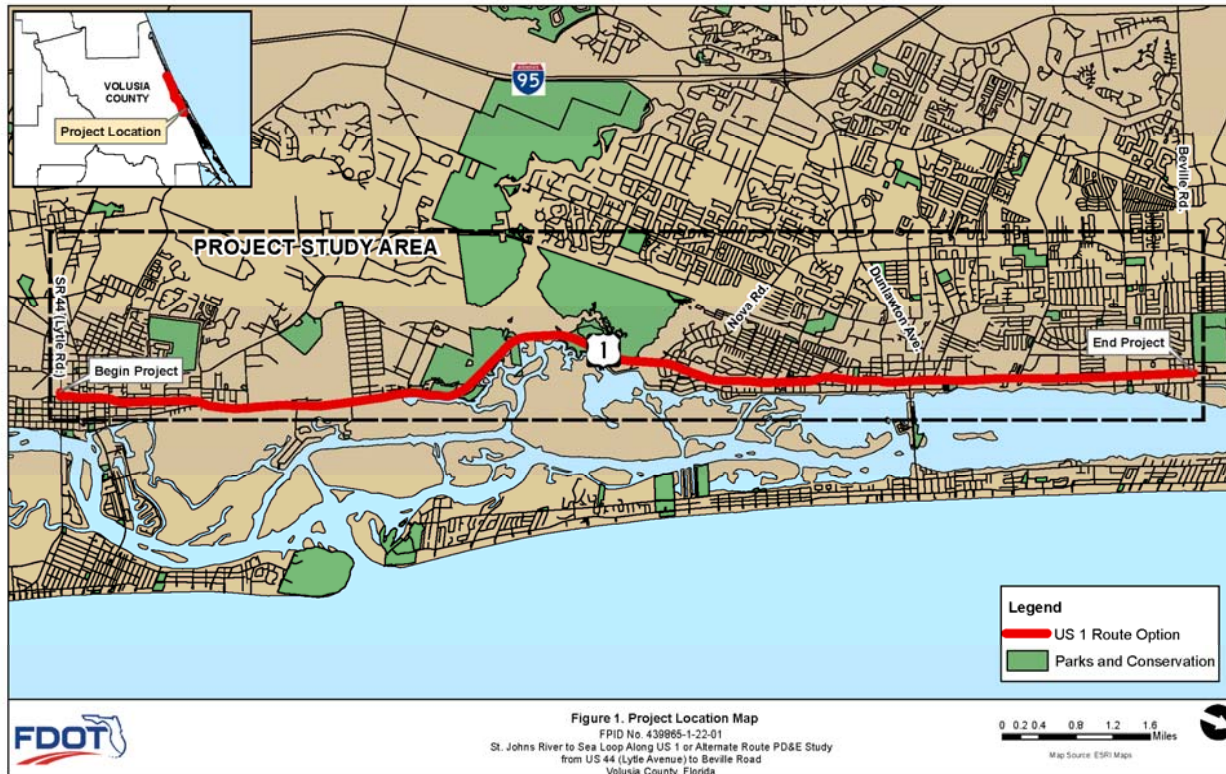 VOLUSIA
COUNTY
Project Location
INTERSTATE
95
Beville Rd.
PROJECT STUDY AREA
SR 44 (Lytle Rd.)
Nova Rd.
Dunlawton Ave.
1
Begin Project
End Project
Legend
US 1 Route Option
Parks and Conservation
FDOT
Figure 1. Project Location Map
FPID No. 439865-1-22-01
St. Johns River to Sea Loop Along US 1 or Alternate Route PD&E Study
from US 44 (Lytle Avenue) to Beville Road
Volusia County, Florida
0 0.2 0.4 0.8 1.2 1.6
Miles
Map Source: ESRI Maps